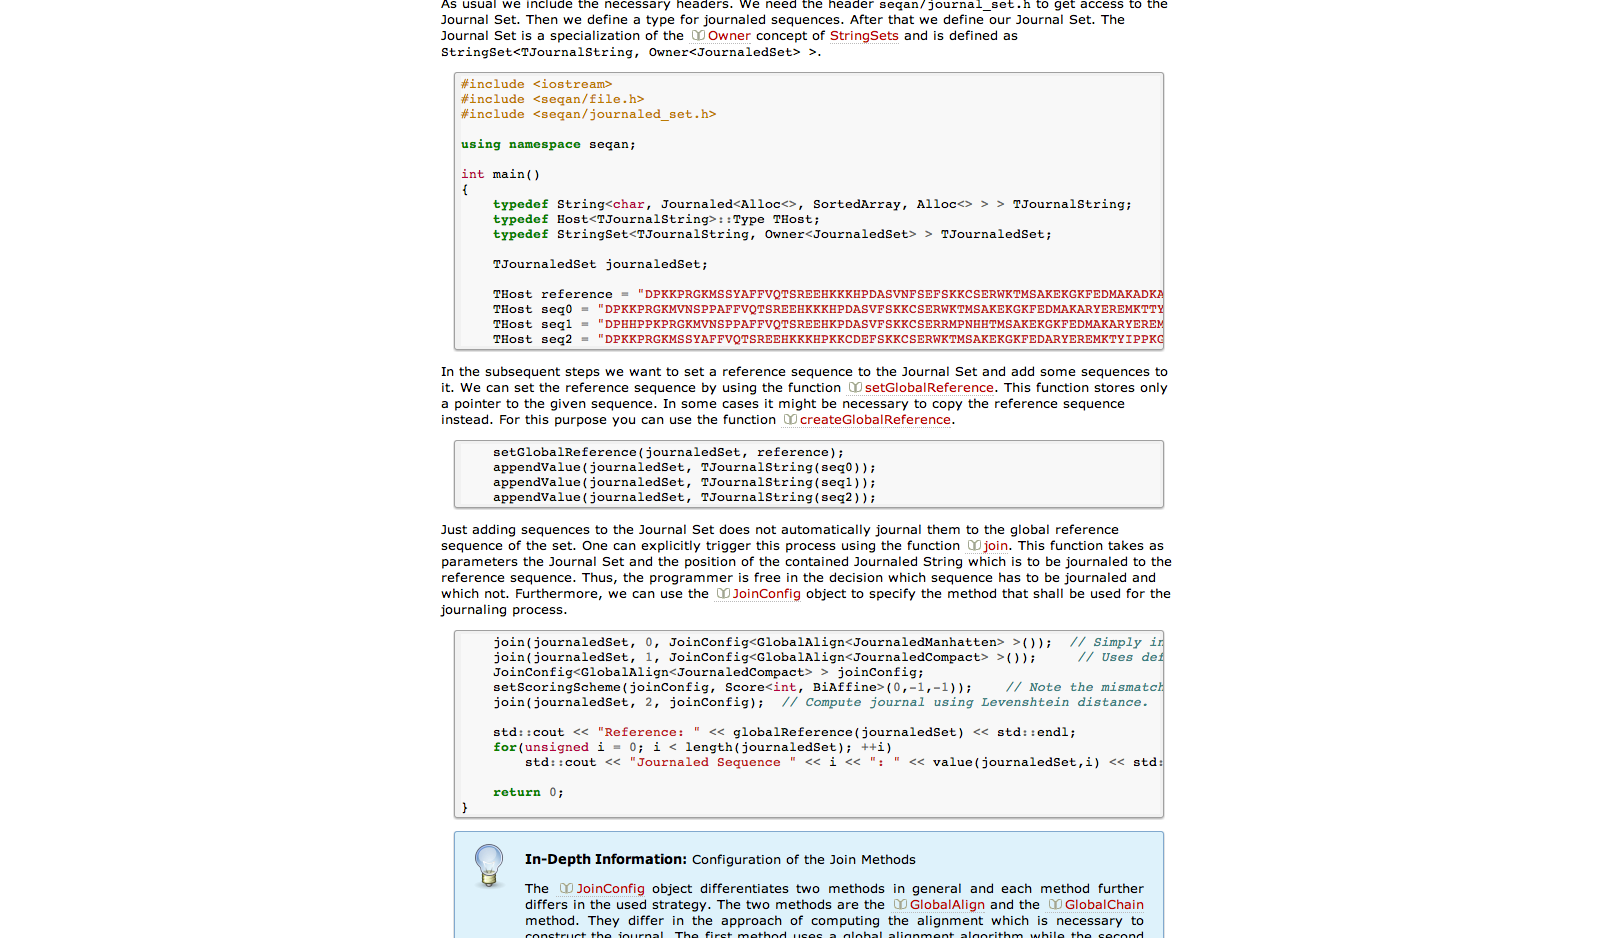 As usual we include the necessary headers. We need the header seqan/journal_set.h to get access to the
Journal Set. Then we define a type for journaled sequences. After that we define our Journal Set. The
Journal Set is a specialization of the Owner concept of StringSets and is defined as
StringSet<TJournalString, Owner<JournaledSet> >.
#include <iostream>
#include <seqan/file.h>
#include <seqan/journaled_set.h>
using namespace seqan;
int main()
{
typedef String<char, Journaled<Alloc<>, SortedArray, Alloc<> > > TJournalString;
typedef Host<TJournalString>::Type THost;
typedef StringSet<TJournalString, Owner<JournaledSet> > TJournaledSet;
TJournaledSet journaledSet;
THost reference = "DPKKPRGKMSSYAFFVQTSREEHKKKHPDASVNFSEFSKKCSERWKTMSAKEKGKFEDMAKADKA
THost seq0 = "DPKKPRGKMVNSPPAFFVQTSREEHKKKHPDASVFSKKCSERWKTMSAKEKGKFEDMAKARYEREMKTTY
THost seq1 = "DPHHPPKPRGKMVNSPPAFFVQTSREEHKPDASVFSKKCSERRMPNHHTMSAKEKGKFEDMAKARYEREM
THost seq2 = "DPKKPRGKMSSYAFFVQTSREEHKKKHPKKCDEFSKKCSERWKTMSAKEKGKFEDARYEREMKTYIPPKG
In the subsequent steps we want to set a reference sequence to the Journal Set and add some sequences to
it. We can set the reference sequence by using the function setGlobalReference. This function stores only
a pointer to the given sequence. In some cases it might be necessary to copy the reference sequence
instead. For this purpose you can use the function createGlobalReference.
setGlobalReference(journaledSet, reference);
appendValue(journaledSet, TJournalString(seq0));
appendValue(journaledSet, TJournalString(seq1));
appendValue(journaledSet, TJournalString(seq2));
Just adding sequences to the Journal Set does not automatically journal them to the global reference
sequence of the set. One can explicitly trigger this process using the function join. This function takes as
parameters the Journal Set and the position of the contained Journaled String which is to be journaled to the
reference sequence. Thus, the programmer is free in the decision which sequence has to be journaled and
which not. Furthermore, we can use the JoinConfig object to specify the method that shall be used for the
journaling process.
join(journaledSet, 0, JoinConfig<GlobalAlign<JournaledManhatten> >()); // Simply in
join(journaledSet, 1, JoinConfig<GlobalAlign<JournaledCompact> >()); // Uses def
JoinConfig<GlobalAlign<JournaledCompact> > joinConfig;
setScoringScheme(joinConfig, Score<int, BiAffine>(0,-1,-1)); // Note the mismatch
join(journaledSet, 2, joinConfig); // Compute journal using Levenshtein distance.
std::cout << "Reference: " << globalReference(journaledSet) << std::endl;
for(unsigned i = 0; i < length(journaledSet); ++i)
std::cout << "Journaled Sequence " << i << ": " << value(journaledSet,i) << std:
return 0;
}
In-Depth Information: Configuration of the Join Methods
The JoinConfig object differentiates two methods in general and each method further
differs in the used strategy. The two methods are the GlobalAlign and the GlobalChain
method. They differ in the approach of computing the alignment which is necessary to
construct the journal. The first method uses a global alignment algorithm while the second